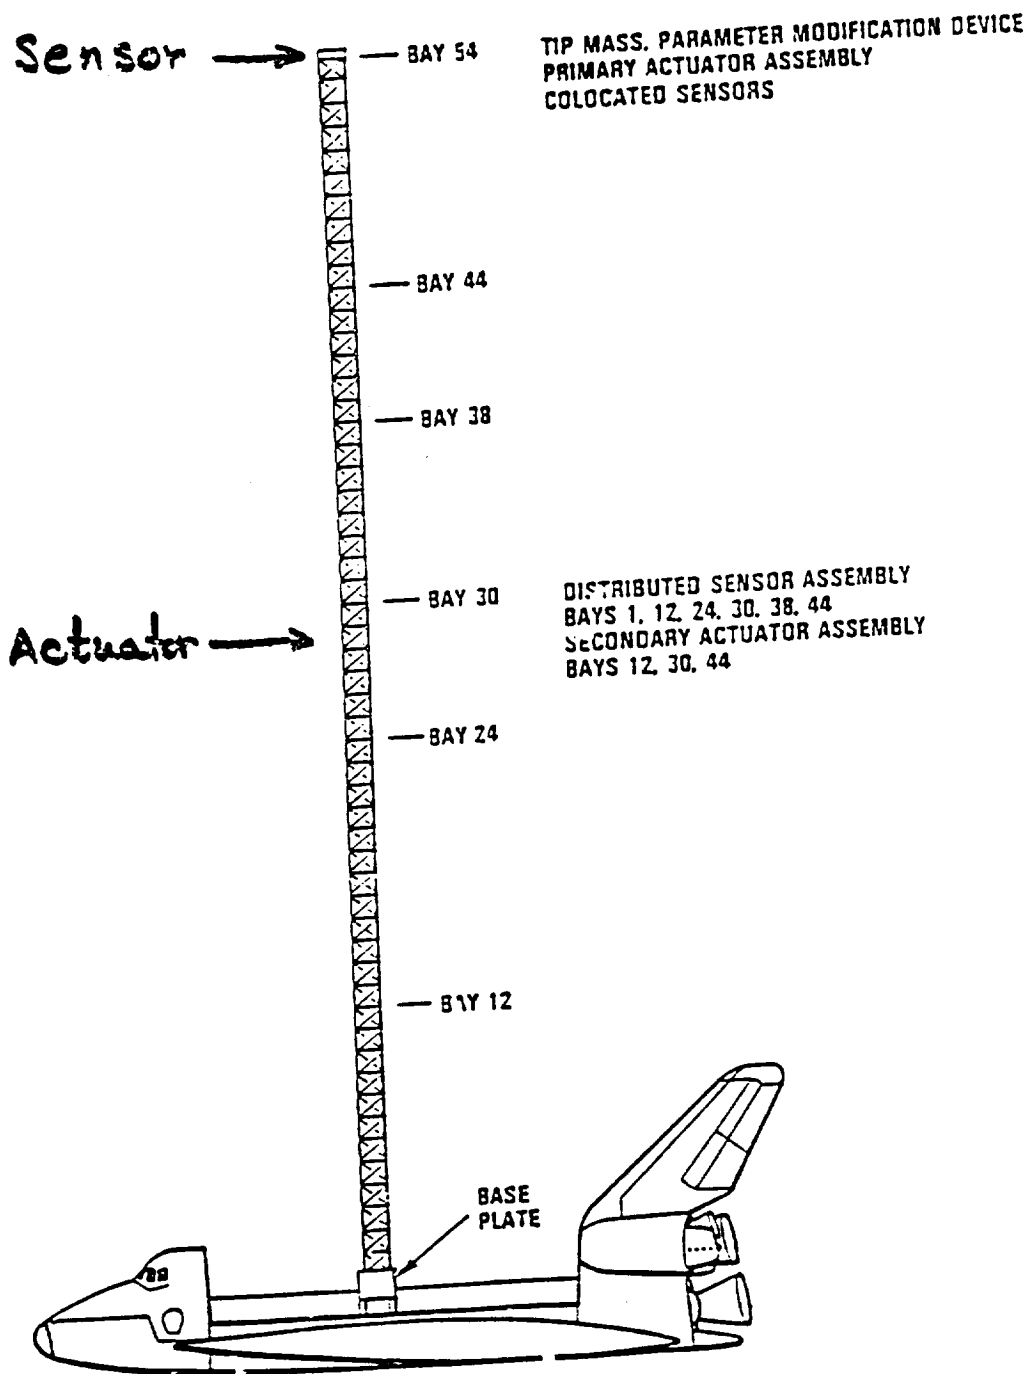 Sensor
BAY 54
TIP MASS, PARAMETER MODIFICATION DEVICE
PRIMARY ACTUATOR ASSEMBLY
COLOCATED SENSORS
BAY 44
BAY 38
BAY 30
DISTRIBUTED SENSOR ASSEMBLY
BAYS 1, 12, 24, 30, 38, 44
SECONDARY ACTUATOR ASSEMBLY
BAYS 12, 30, 44
Actuator
BAY 24
BAY 12
BASE
PLATE